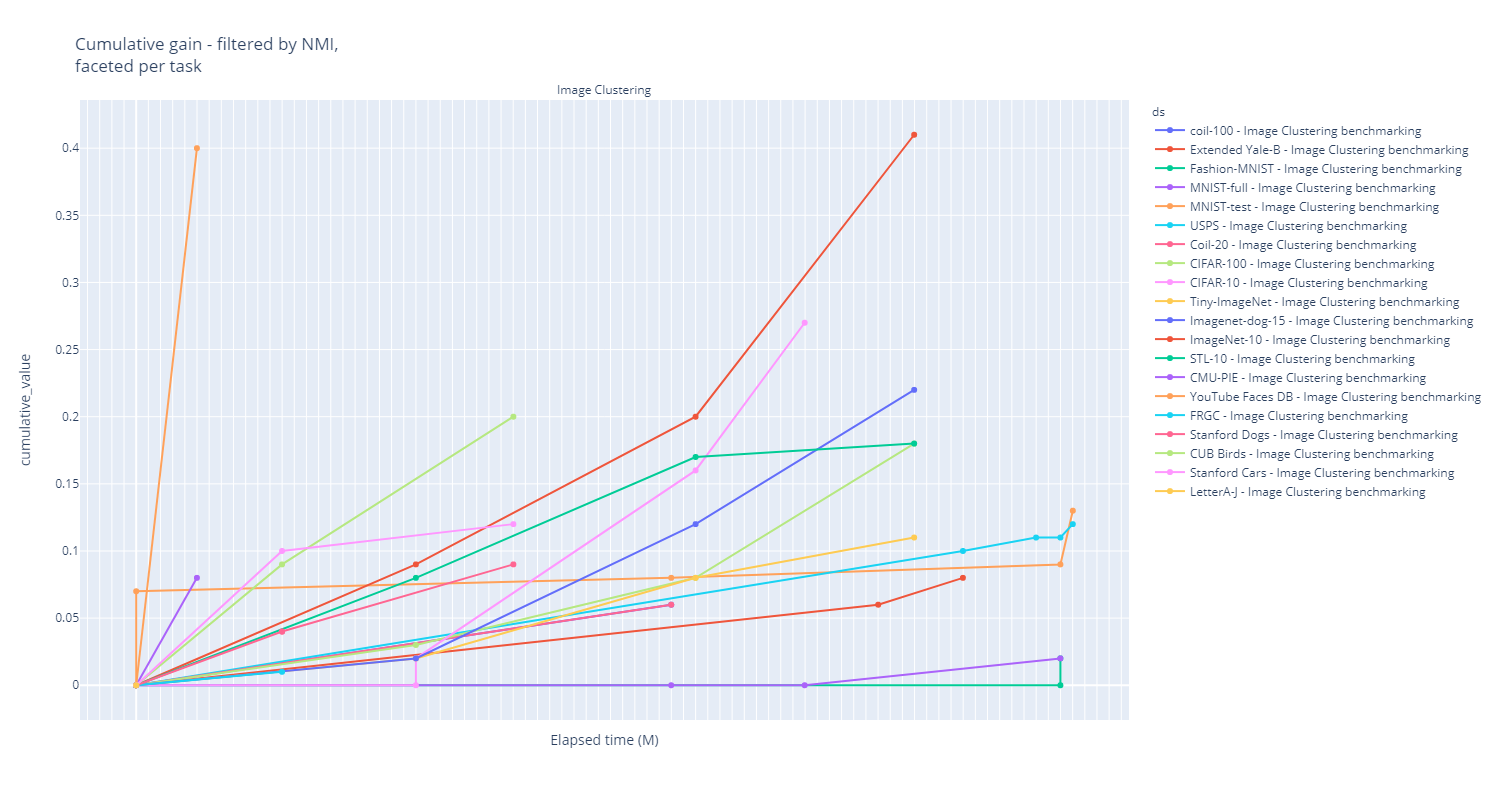 Cumulative gain - filtered by NMI,
faceted per task
Image Clustering
0.4
0.35
0.3
0.25
0.2
0.15
0.1
0.05
0
cumulative_value
Elapsed time (M)
ds
coil-100 - Image Clustering benchmarking
Extended Yale-B - Image Clustering benchmarking
Fashion-MNIST - Image Clustering benchmarking
MNIST-full - Image Clustering benchmarking
MNIST-test - Image Clustering benchmarking
USPS - Image Clustering benchmarking
Coil-20 - Image Clustering benchmarking
CIFAR-100 - Image Clustering benchmarking
CIFAR-10 - Image Clustering benchmarking
Tiny-ImageNet - Image Clustering benchmarking
Imagenet-dog-15 - Image Clustering benchmarking
ImageNet-10 - Image Clustering benchmarking
STL-10 - Image Clustering benchmarking
CMU-PIE - Image Clustering benchmarking
YouTube Faces DB - Image Clustering benchmarking
FRGC - Image Clustering benchmarking
Stanford Dogs - Image Clustering benchmarking
CUB Birds - Image Clustering benchmarking
Stanford Cars - Image Clustering benchmarking
LetterA-J - Image Clustering benchmarking